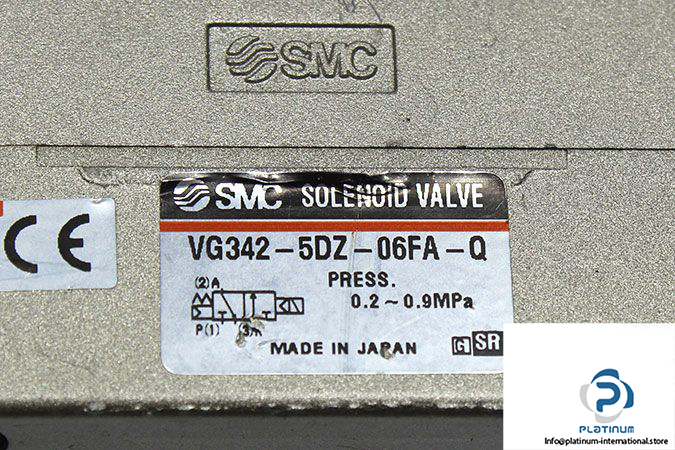 SMC
SMC SOLENOID VALVE
CE
VG342-5DZ-06FA-Q
PRESS.
0.2~0.9MPa
(2)A
P(1) (3)
MADE IN JAPAN
G SR
PLATINUM
Info@platinum-international.store